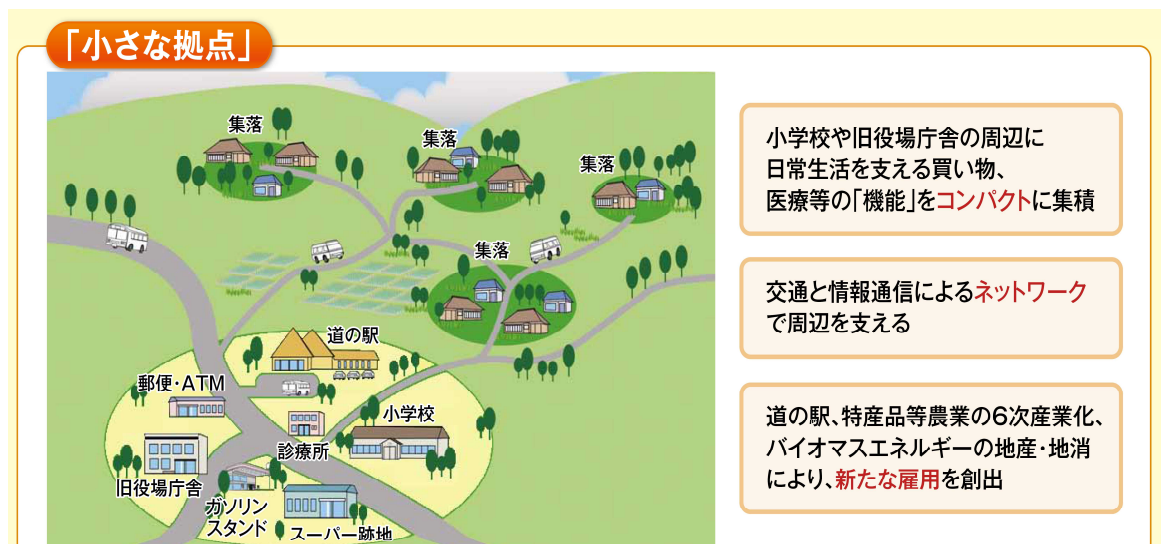 「小さな拠点」
集落
集落
集落
集落
道の駅
郵便・ATM
小学校
診療所
旧役場庁舎
ガソリン
スタンド
スーパー跡地
小学校や旧役場庁舎の周辺に
日常生活を支える買い物、
医療等の「機能」をコンパクトに集積
交通と情報通信によるネットワーク
で周辺を支える
道の駅、特産品等農業の6次産業化、
バイオマスエネルギーの地産・地消
により、新たな雇用を創出